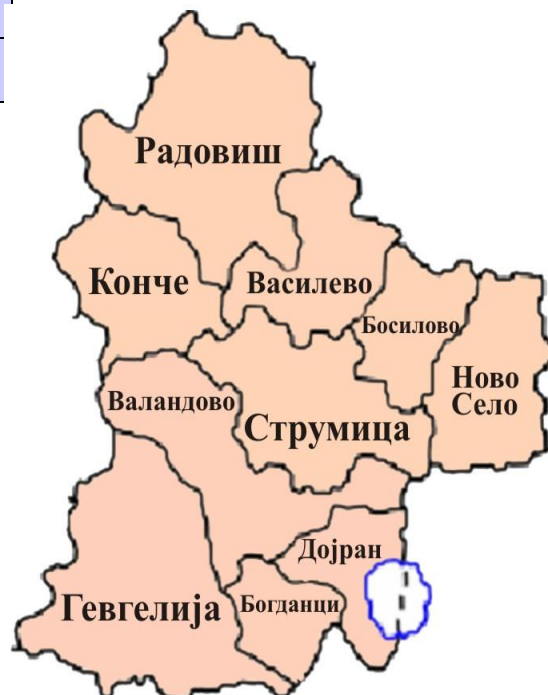 Радовиш
Конче
Василево
Босилово
Ново
Село
Валандово
Струмица
Дојран
Гевгелија
Богданци